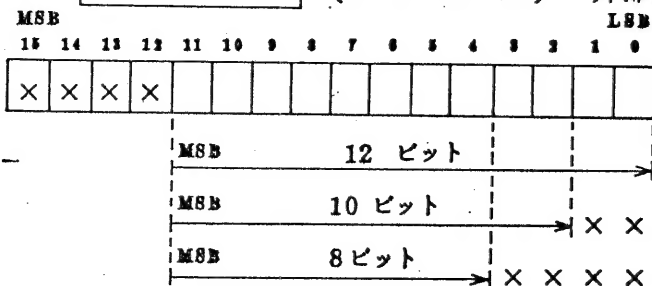 MSB LSB
15 14 13 12 11 10 9 8 7 6 5 4 3 2 1 0
× × × ×
MSB 12 ビット
MSB 10 ビット × ×
MSB 8ビット × × × ×